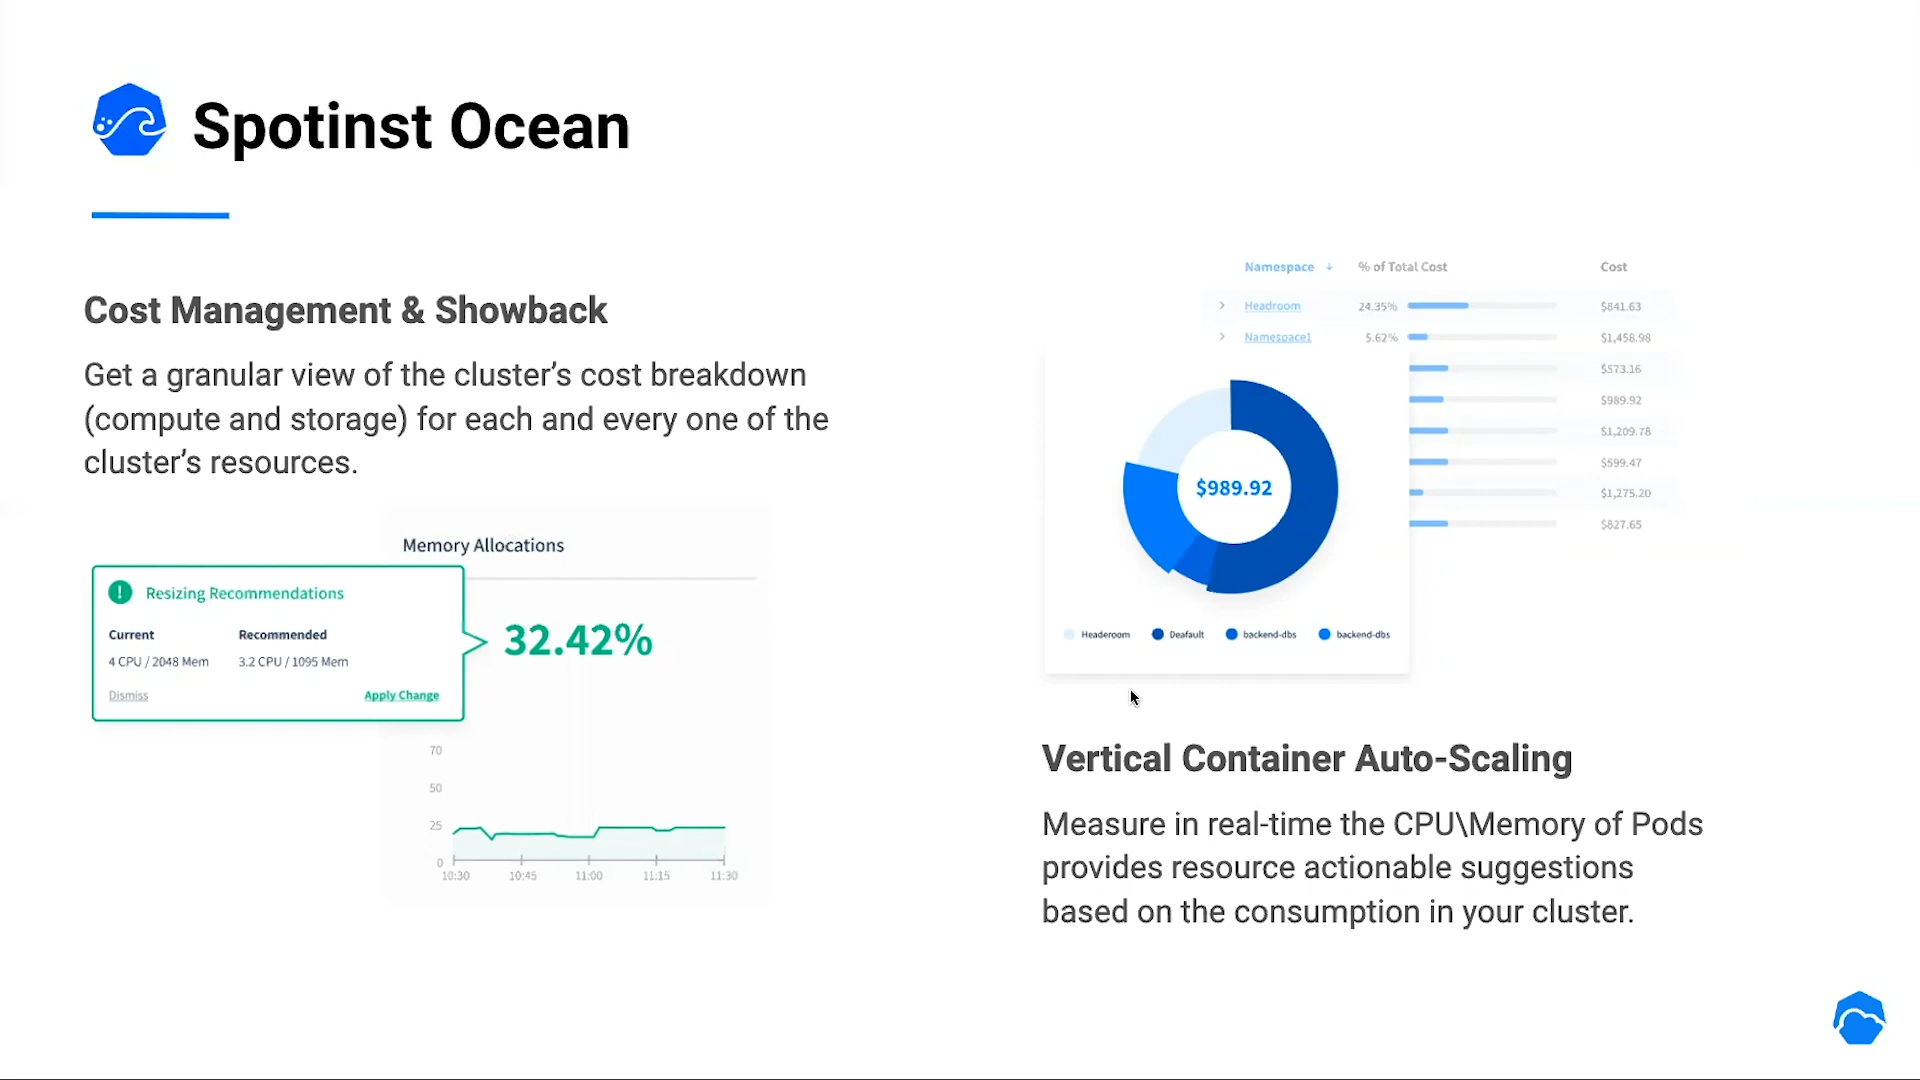 Spotinst Ocean
Cost Management & Showback
Get a granular view of the cluster’s cost breakdown
(compute and storage) for each and every one of the
cluster’s resources.
Memory Allocations
! Resizing Recommendations
Current Recommended
4 CPU / 2048 Mem 3.2 CPU / 1095 Mem
Dismiss Apply Change
32.42%
70
50
25
0
10:30 10:45 11:00 11:15 11:30
Namespace ↓ % of Total Cost Cost
> Headroom 24.35% $841.63
> Namespace1 5.62% $1,458.98
$573.16
$989.92
$1,209.78
$599.47
$1,275.20
$827.65
$989.92
Headeroom Deafault backend-dbs backend-dbs
Vertical Container Auto-Scaling
Measure in real-time the CPU\Memory of Pods
provides resource actionable suggestions
based on the consumption in your cluster.